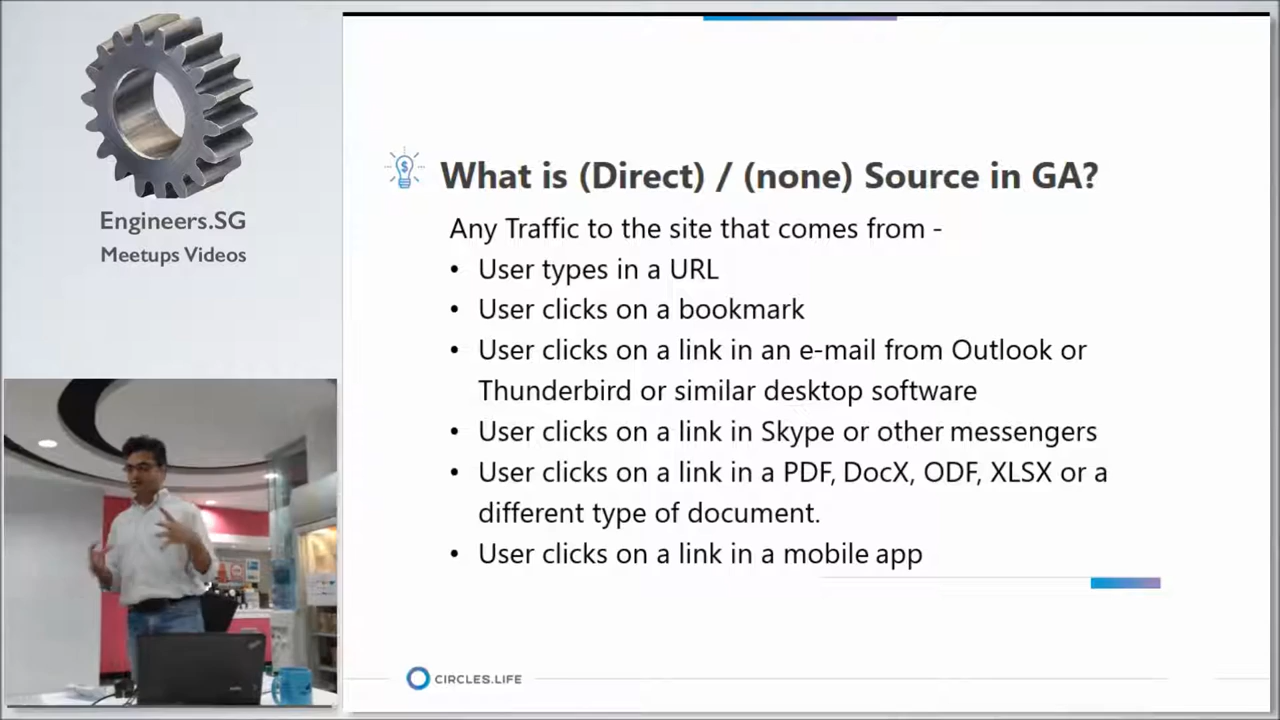 Engineers.SG
Meetups Videos
What is (Direct) / (none) Source in GA?
Any Traffic to the site that comes from -
• User types in a URL
• User clicks on a bookmark
• User clicks on a link in an e-mail from Outlook or
Thunderbird or similar desktop software
• User clicks on a link in Skype or other messengers
• User clicks on a link in a PDF, DocX, ODF, XLSX or a
different type of document.
• User clicks on a link in a mobile app
CIRCLES.LIFE